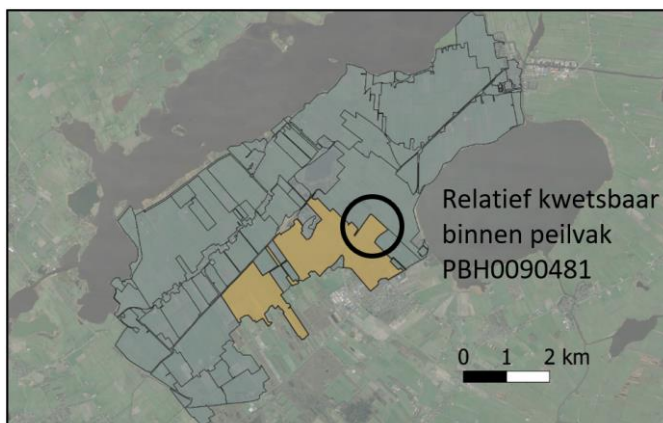 Relatief kwetsbaar
binnen peilvak
PBH0090481
0 1 2 km